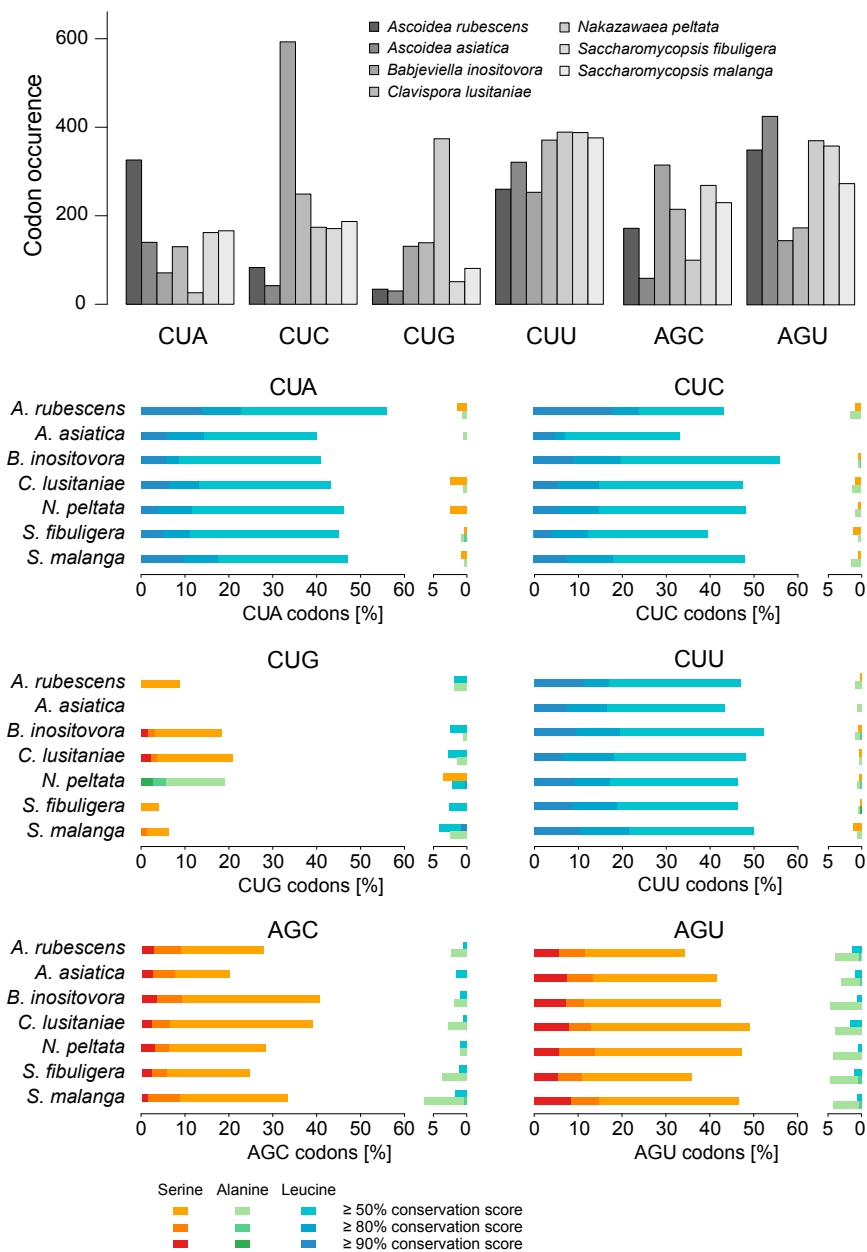 600
400
200
0
Codon occurence
Ascoidea rubescens
Ascoidea asiatica
Babjeviella inositovora
Clavispora lusitaniae
Nakazawaea peltata
Saccharomycopsis fibuligera
Saccharomycopsis malanga
CUA CUC CUG CUU AGC AGU
CUA
A. rubescens
A. asiatica
B. inositovora
C. lusitaniae
N. peltata
S. fibuligera
S. malanga
0 10 20 30 40 50 60 5 0
CUA codons [%]
CUC
0 10 20 30 40 50 60 5 0
CUC codons [%]
CUG
A. rubescens
A. asiatica
B. inositovora
C. lusitaniae
N. peltata
S. fibuligera
S. malanga
0 10 20 30 40 50 60 5 0
CUG codons [%]
CUU
0 10 20 30 40 50 60 5 0
CUU codons [%]
AGC
A. rubescens
A. asiatica
B. inositovora
C. lusitaniae
N. peltata
S. fibuligera
S. malanga
0 10 20 30 40 50 60 5 0
AGC codons [%]
AGU
0 10 20 30 40 50 60 5 0
AGU codons [%]
Serine Alanine Leucine
≥ 50% conservation score
≥ 80% conservation score
≥ 90% conservation score